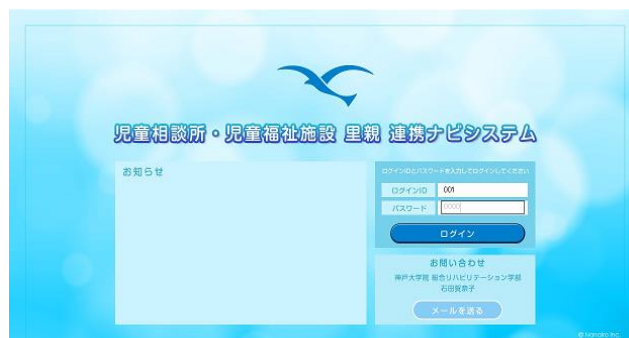 児童相談所・児童福祉施設 里親 連携ナビシステム
お知らせ
ログインIDとパスワードを入力してログインしてください
ログインID 001
パスワード 0000
ログイン
お問い合わせ
神戸大学院 総合リハビリテーション学部
石田賀奈子
メールを送る
© Nanairo Inc.